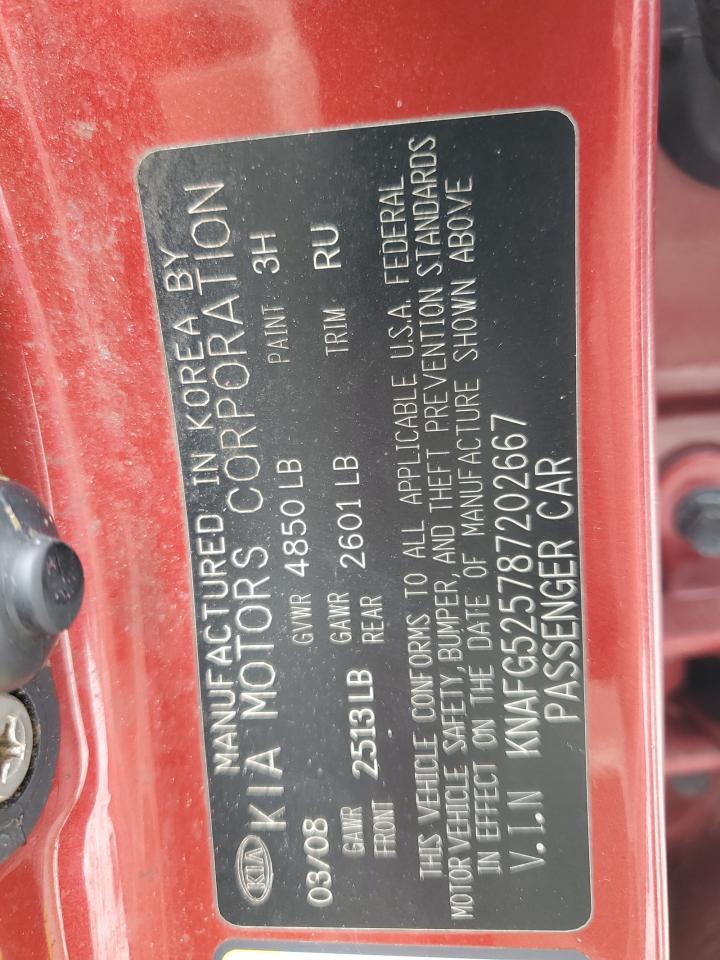 MANUFACTURED IN KOREA BY
KIA KIA MOTORS CORPORATION
03/08 GVWR 4850 LB PAINT 3H
GAWR FRONT 2513 LB GAWR REAR 2601 LB TRIM RU
THIS VEHICLE CONFORMS TO ALL APPLICABLE U.S.A. FEDERAL
MOTOR VEHICLE SAFETY, BUMPER, AND THEFT PREVENTION STANDARDS
IN EFFECT ON THE DATE OF MANUFACTURE SHOWN ABOVE
V.I.N KNAFG525787202667
PASSENGER CAR